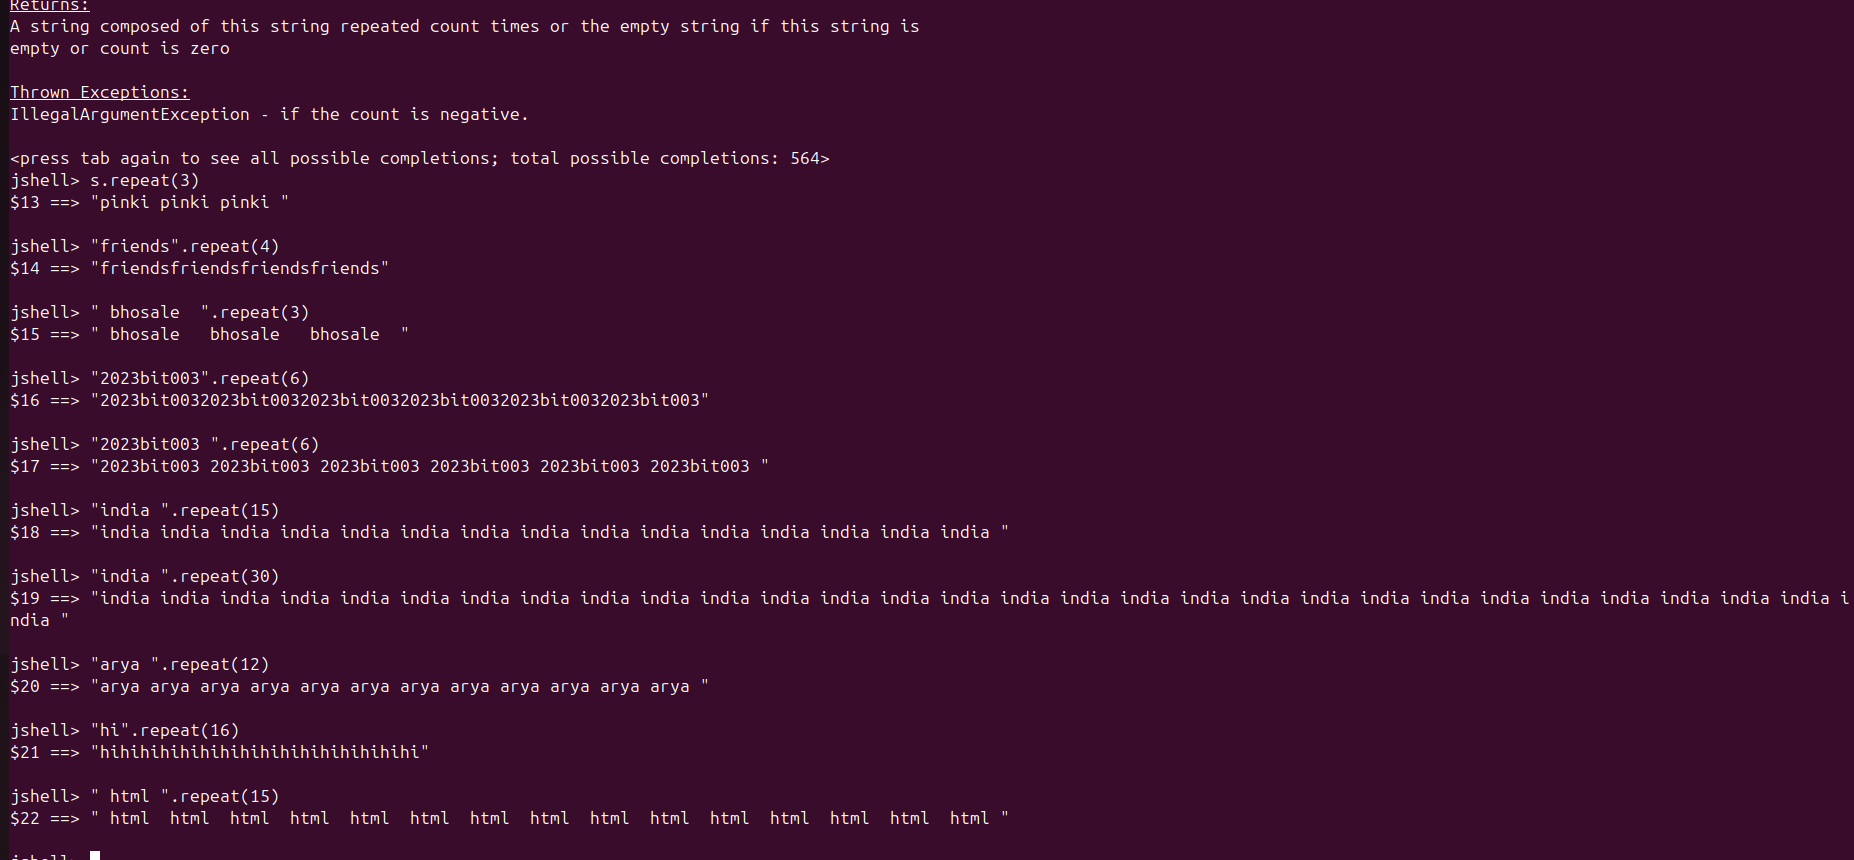 Returns:
A string composed of this string repeated count times or the empty string if this string is
empty or count is zero
Thrown Exceptions:
IllegalArgumentException - if the count is negative.
<press tab again to see all possible completions; total possible completions: 564>
jshell> s.repeat(3)
$13 ==> "pinki pinki pinki "
jshell> "friends".repeat(4)
$14 ==> "friendsfriendsfriendsfriends"
jshell> " bhosale  ".repeat(3)
$15 ==> " bhosale   bhosale   bhosale  "
jshell> "2023bit003".repeat(6)
$16 ==> "2023bit0032023bit0032023bit0032023bit0032023bit0032023bit003"
jshell> "2023bit003 ".repeat(6)
$17 ==> "2023bit003 2023bit003 2023bit003 2023bit003 2023bit003 2023bit003 "
jshell> "india ".repeat(15)
$18 ==> "india india india india india india india india india india india india india india india "
jshell> "india ".repeat(30)
$19 ==> "india india india india india india india india india india india india india india india india india india india india india india india india india india india india india i
ndia "
jshell> "arya ".repeat(12)
$20 ==> "arya arya arya arya arya arya arya arya arya arya arya arya "
jshell> "hi".repeat(16)
$21 ==> "hihihihihihihihihihihihihihihihi"
jshell> " html ".repeat(15)
$22 ==> " html  html  html  html  html  html  html  html  html  html  html  html  html  html  html "
jshell>